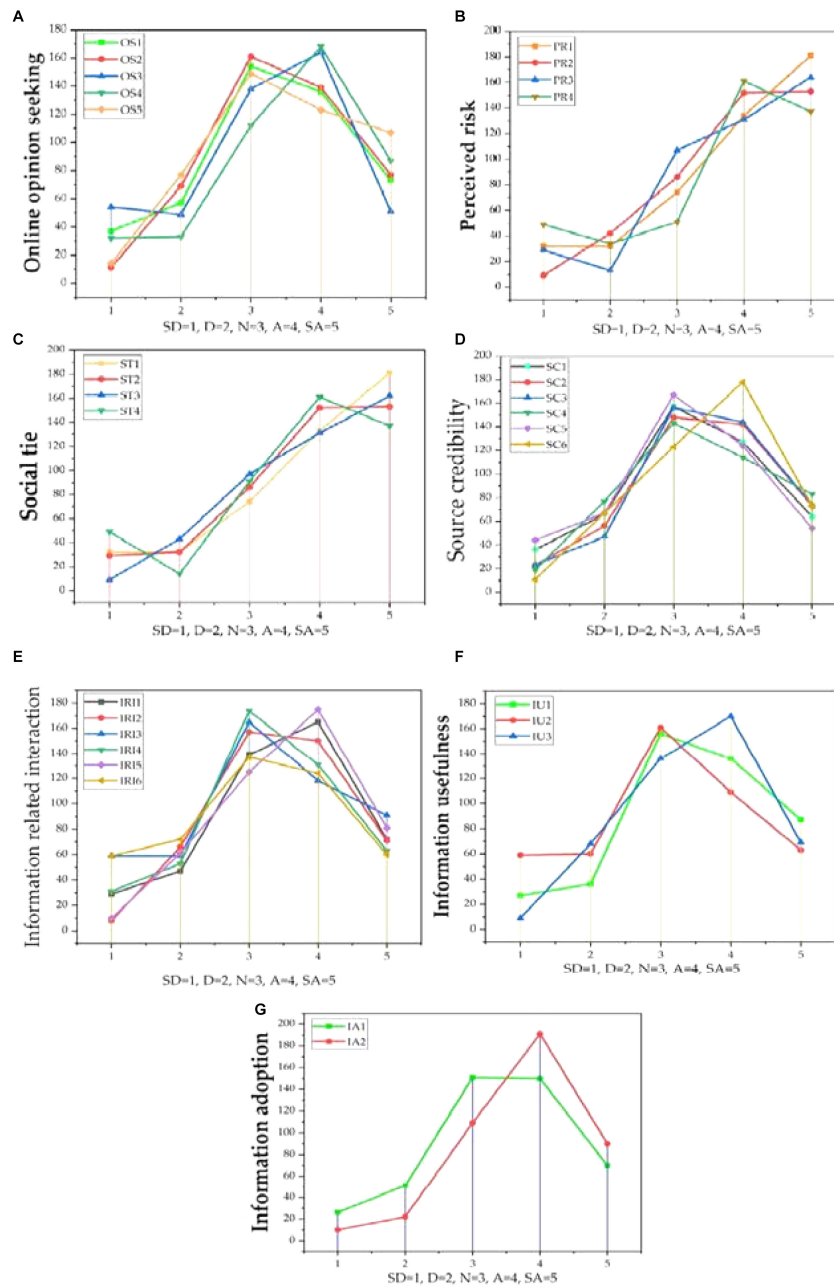 A
Online opinion seeking
OS1
OS2
OS3
OS4
OS5
180
160
140
120
100
80
60
40
20
0
1 2 3 4 5
SD=1, D=2, N=3, A=4, SA=5
B
Perceived risk
PR1
PR2
PR3
PR4
200
180
160
140
120
100
80
60
40
20
0
1 2 3 4 5
SD=1, D=2, N=3, A=4, SA=5
C
Social tie
ST1
ST2
ST3
ST4
200
180
160
140
120
100
80
60
40
20
0
1 2 3 4 5
SD=1, D=2, N=3, A=4, SA=5
D
Source credibility
SC1
SC2
SC3
SC4
SC5
SC6
200
180
160
140
120
100
80
60
40
20
0
1 2 3 4 5
SD=1, D=2, N=3, A=4, SA=5
E
Information related interaction
IRI1
IRI2
IRI3
IRI4
IRI5
IRI6
180
160
140
120
100
80
60
40
20
0
1 2 3 4 5
SD=1, D=2, N=3, A=4, SA=5
F
Information usefulness
IU1
IU2
IU3
180
160
140
120
100
80
60
40
20
0
1 2 3 4 5
SD=1, D=2, N=3, A=4, SA=5
G
Information adoption
IA1
IA2
200
180
160
140
120
100
80
60
40
20
0
1 2 3 4 5
SD=1, D=2, N=3, A=4, SA=5